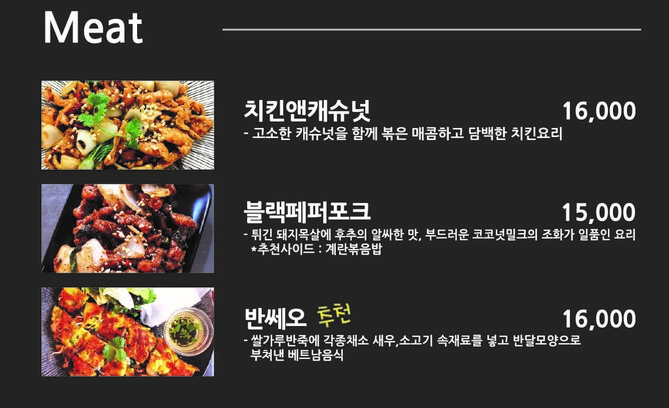 Meat
치킨앤캐슈넛 16,000
- 고소한 캐슈넛을 함께 볶은 매콤하고 담백한 치킨요리
블랙페퍼포크 15,000
- 튀긴 돼지목살에 후추의 알싸한 맛, 부드러운 코코넛밀크의 조화가 일품인 요리
*추천사이드 : 계란볶음밥
반쎄오 추천 16,000
- 쌀가루반죽에 각종채소 새우,소고기 속재료를 넣고 반달모양으로
부쳐낸 베트남음식